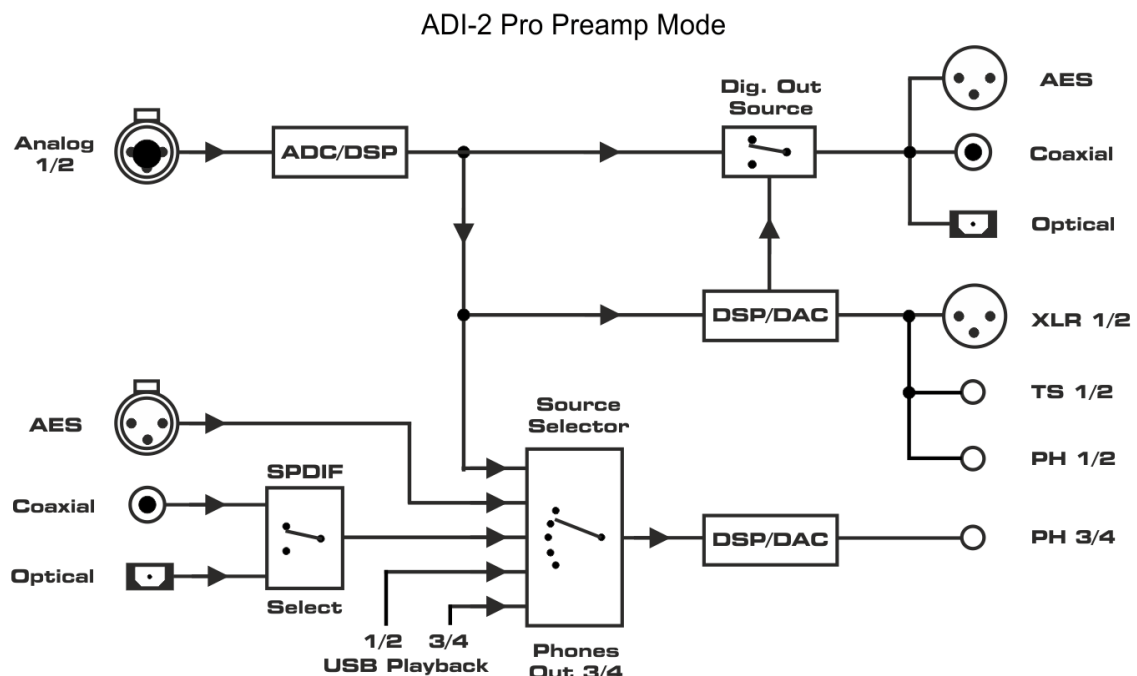 ADI-2 Pro Preamp Mode
Analog
1/2
ADC/DSP
Dig. Out
Source
AES
Coaxial
Optical
DSP/DAC
XLR 1/2
TS 1/2
PH 1/2
AES
Coaxial
Optical
SPDIF
Select
Source
Selector
1/2
3/4
USB Playback
Phones
Out 3/4
DSP/DAC
PH 3/4